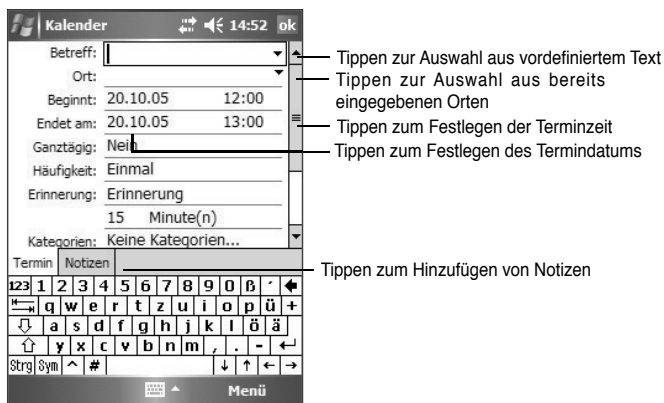 Kalender 14:52 ok
Betreff:
Ort:
Beginnt: 20.10.05 12:00
Endet am: 20.10.05 13:00
Ganztägig: Nein
Häufigkeit: Einmal
Erinnerung: Erinnerung
15 Minute(n)
Kategorien: Keine Kategorien...
Termin Notizen
123 1 2 3 4 5 6 7 8 9 0 ß ´
q w e r t z u i o p ü +
a s d f g h j k l ö ä
y x c v b n m , . -
Strg Sym ^ #
Menü
Tippen zur Auswahl aus vordefiniertem Text
Tippen zur Auswahl aus bereits
eingegebenen Orten
Tippen zum Festlegen der Terminzeit
Tippen zum Festlegen des Termindatums
Tippen zum Hinzufügen von Notizen